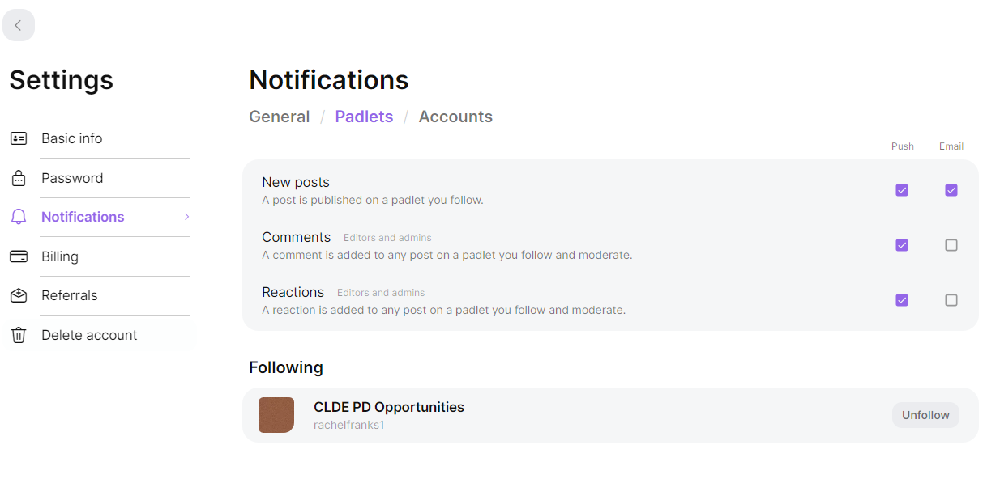 Settings
Basic info
Password
Notifications
Billing
Referrals
Delete account
Notifications
General / Padlets / Accounts
Push Email
New posts
A post is published on a padlet you follow.
Comments Editors and admins
A comment is added to any post on a padlet you follow and moderate.
Reactions Editors and admins
A reaction is added to any post on a padlet you follow and moderate.
Following
CLDE PD Opportunities
rachelfranks1
Unfollow